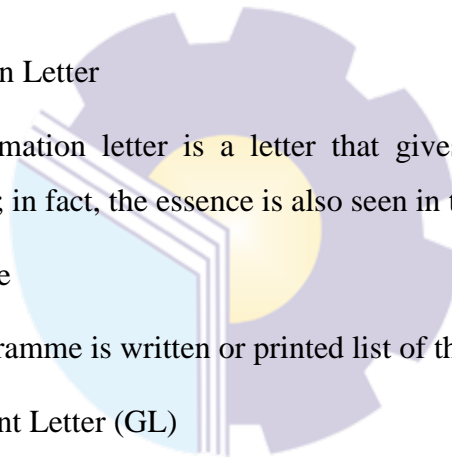 n Letter
mation letter is a letter that gives
; in fact, the essence is also seen in t
e
ramme is written or printed list of th
nt Letter (GL)